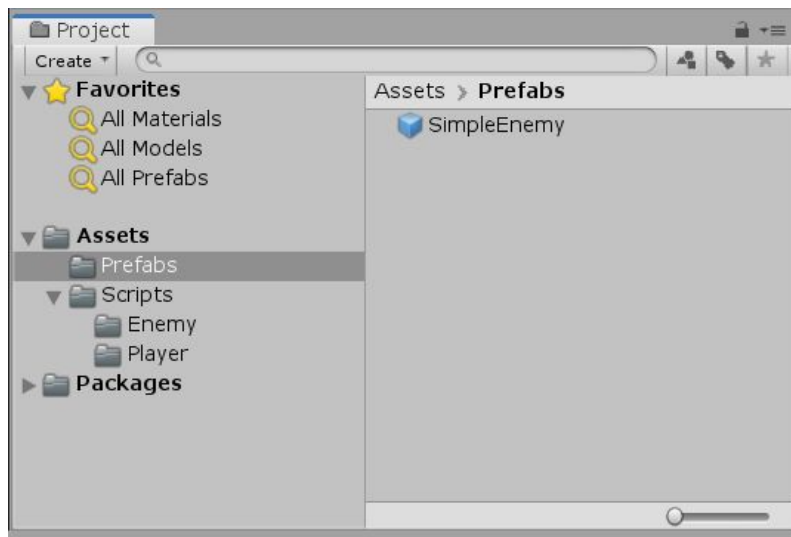 Project
Create
Favorites
All Materials
All Models
All Prefabs
Assets
Prefabs
Scripts
Enemy
Player
Packages
Assets > Prefabs
SimpleEnemy